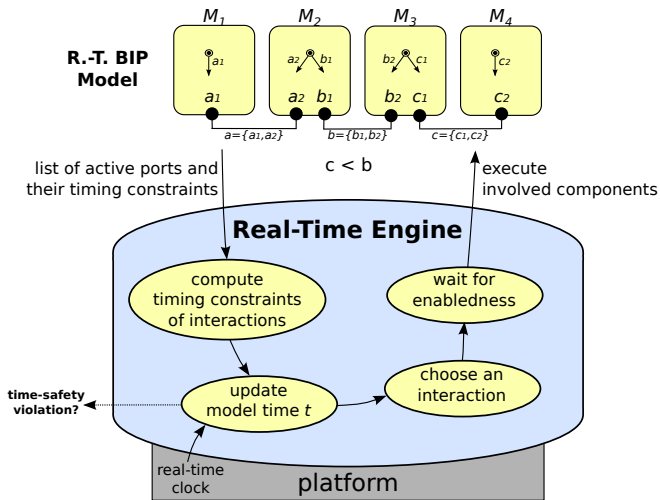 M1 M2 M3 M4
R.-T. BIP
Model
a1 a2 b1 b2 c1 c2
a1 a2 b1 b2 c1 c2
a={a1,a2} b={b1,b2} c={c1,c2}
c < b
list of active ports and
their timing constraints
execute
involved components
Real-Time Engine
compute
timing constraints
of interactions
wait for
enabledness
update
model time t
choose an
interaction
time-safety
violation?
real-time
clock
platform